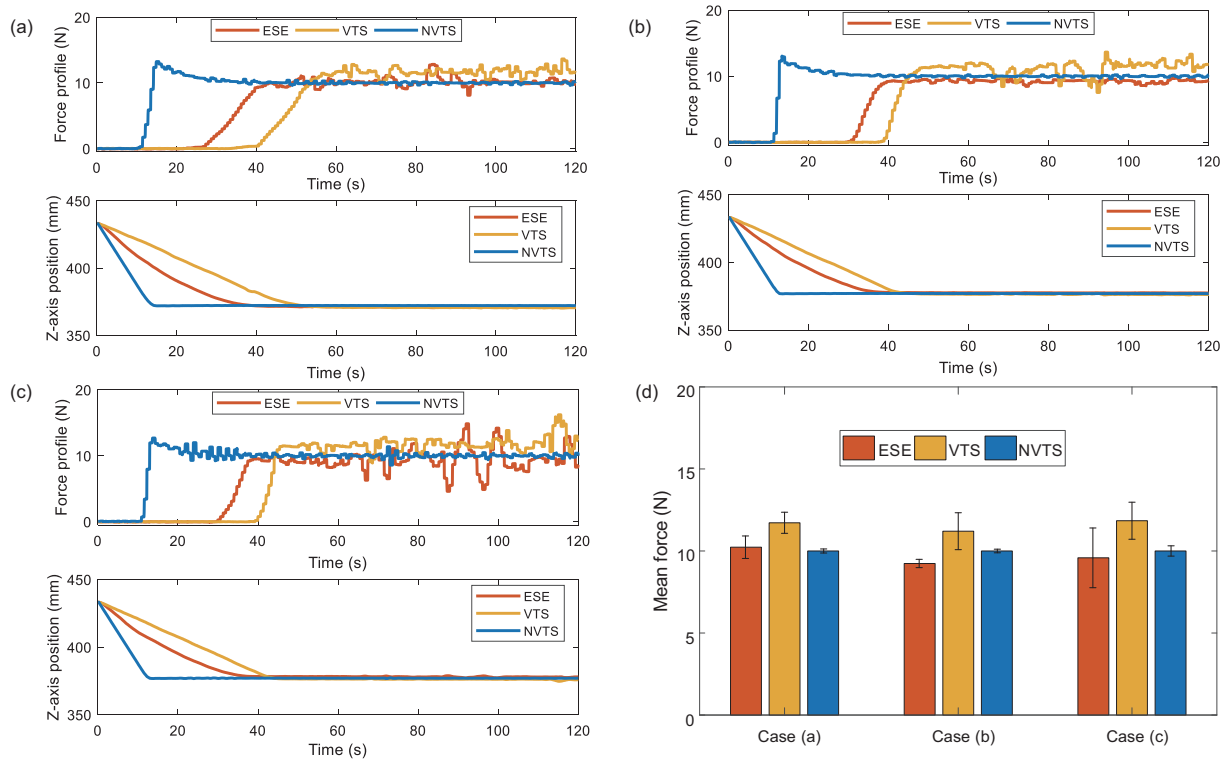 (a)
20
10
0
Force profile (N)
ESE VTS NVTS
0 20 40 60 80 100 120
Time (s)
450
400
350
Z-axis position (mm)
ESE
VTS
NVTS
0 20 40 60 80 100 120
Time (s)
(b)
20
10
0
Force profile (N)
ESE VTS NVTS
0 20 40 60 80 100 120
Time (s)
450
400
350
Z-axis position (mm)
ESE
VTS
NVTS
0 20 40 60 80 100 120
Time (s)
(c)
20
10
0
Force profile (N)
ESE VTS NVTS
0 20 40 60 80 100 120
Time (s)
450
400
350
Z-axis position (mm)
ESE
VTS
NVTS
0 20 40 60 80 100 120
Time (s)
(d)
20
15
10
5
0
Mean force (N)
ESE VTS NVTS
Case (a) Case (b) Case (c)